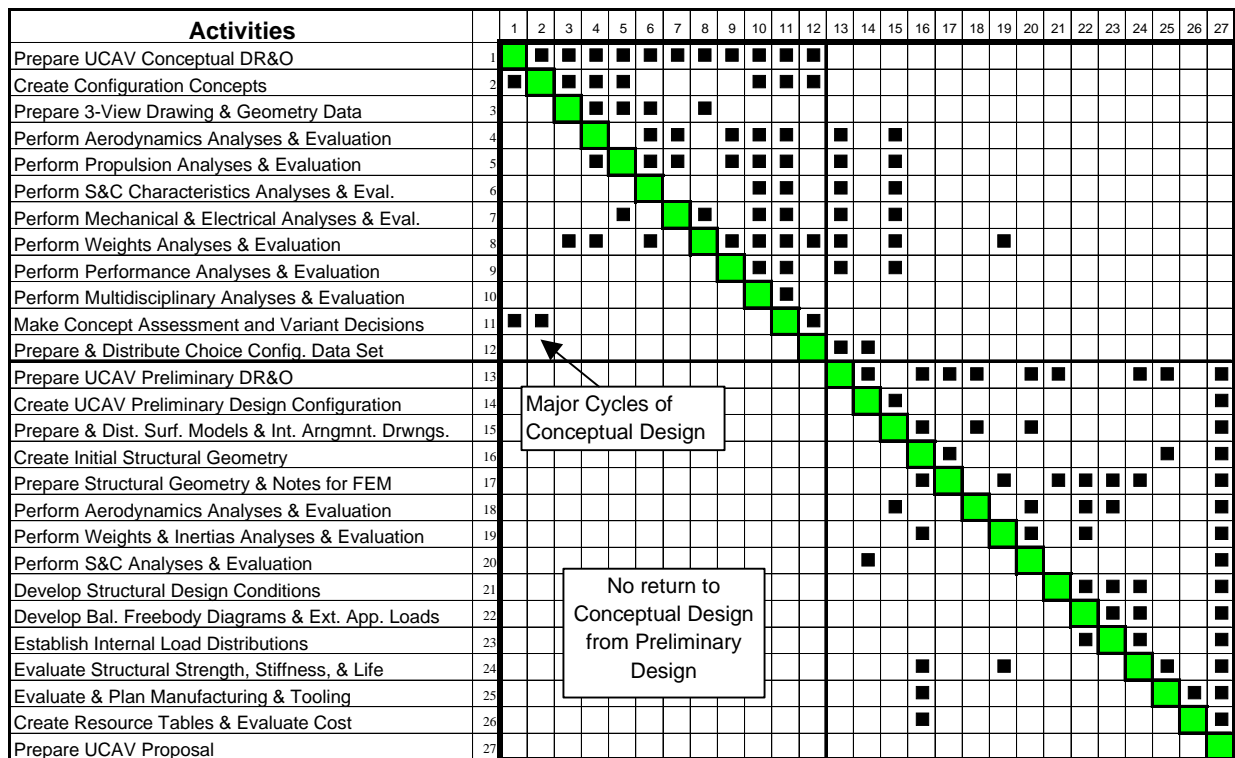 Activities 1 2 3 4 5 6 7 8 9 10 11 12 13 14 15 16 17 18 19 20 21 22 23 24 25 26 27
Prepare UCAV Conceptual DR&O 1
Create Configuration Concepts 2
Prepare 3-View Drawing & Geometry Data 3
Perform Aerodynamics Analyses & Evaluation 4
Perform Propulsion Analyses & Evaluation 5
Perform S&C Characteristics Analyses & Eval. 6
Perform Mechanical & Electrical Analyses & Eval. 7
Perform Weights Analyses & Evaluation 8
Perform Performance Analyses & Evaluation 9
Perform Multidisciplinary Analyses & Evaluation 10
Make Concept Assessment and Variant Decisions 11
Prepare & Distribute Choice Config. Data Set 12
Prepare UCAV Preliminary DR&O 13
Create UCAV Preliminary Design Configuration 14
Prepare & Dist. Surf. Models & Int. Arngmnt. Drwngs. 15
Create Initial Structural Geometry 16
Prepare Structural Geometry & Notes for FEM 17
Perform Aerodynamics Analyses & Evaluation 18
Perform Weights & Inertias Analyses & Evaluation 19
Perform S&C Analyses & Evaluation 20
Develop Structural Design Conditions 21
Develop Bal. Freebody Diagrams & Ext. App. Loads 22
Establish Internal Load Distributions 23
Evaluate Structural Strength, Stiffness, & Life 24
Evaluate & Plan Manufacturing & Tooling 25
Create Resource Tables & Evaluate Cost 26
Prepare UCAV Proposal 27
Major Cycles of
Conceptual Design
No return to
Conceptual Design
from Preliminary
Design